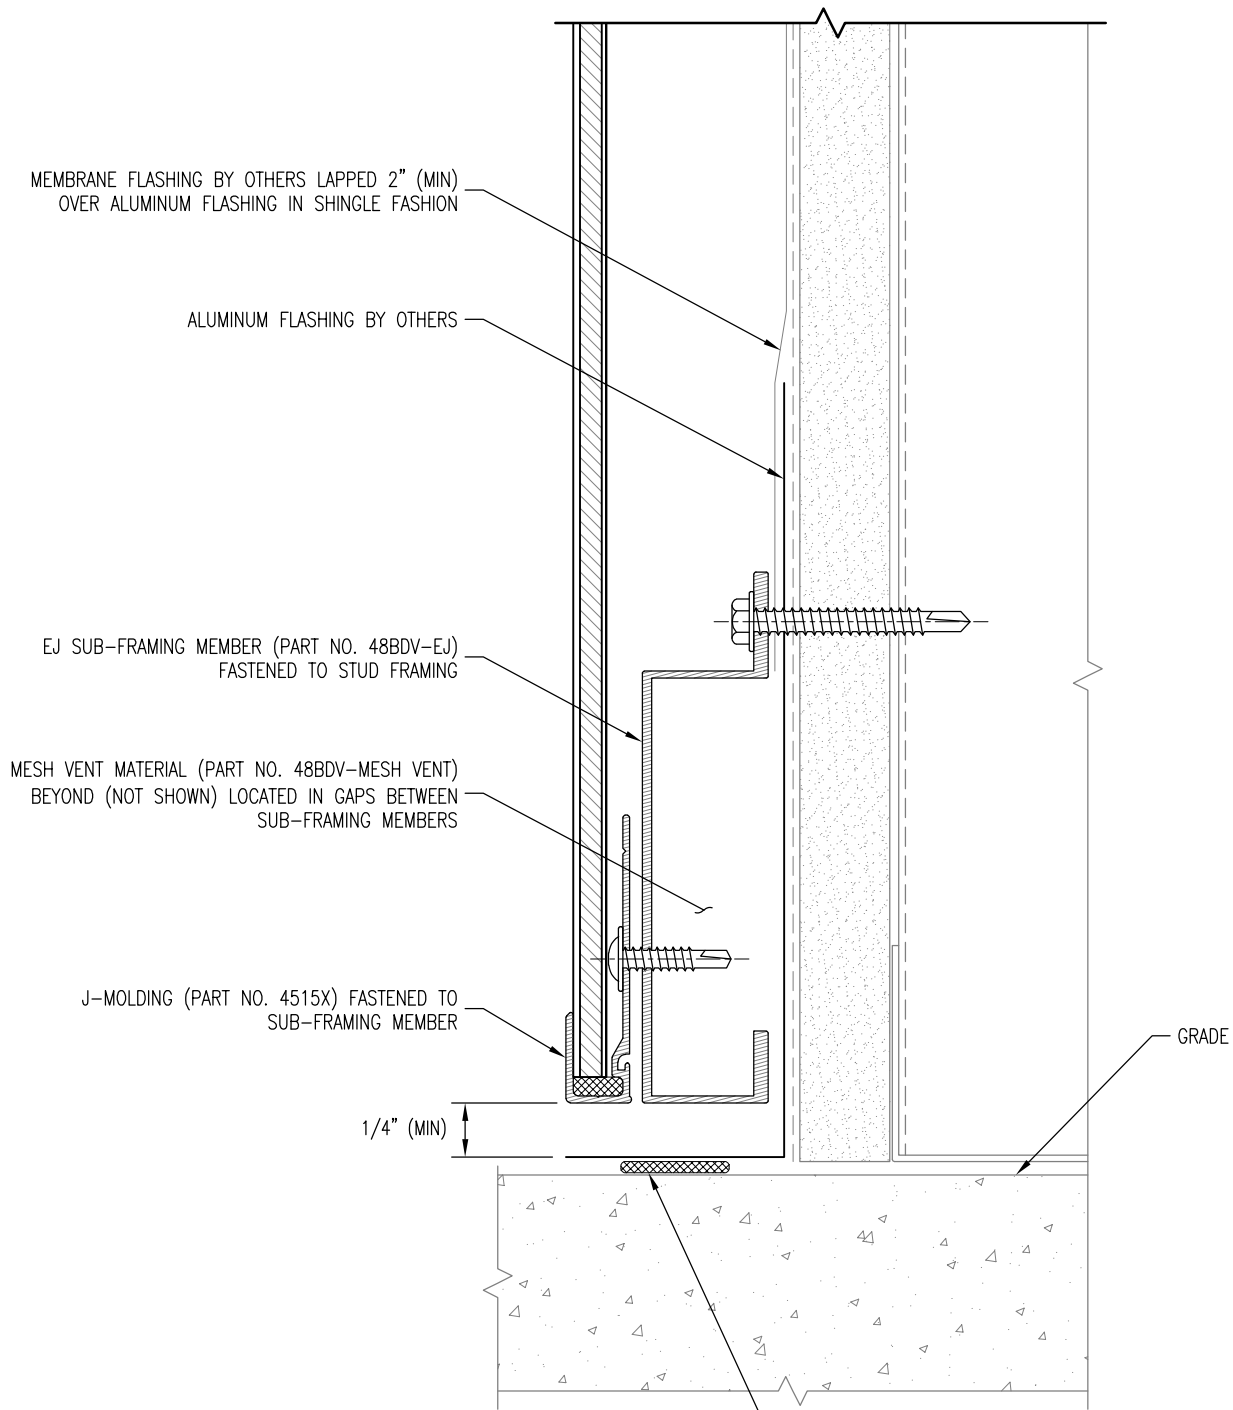 MEMBRANE FLASHING BY OTHERS LAPPED 2" (MIN)
OVER ALUMINUM FLASHING IN SHINGLE FASHION
ALUMINUM FLASHING BY OTHERS
EJ SUB-FRAMING MEMBER (PART NO. 48BDV-EJ)
FASTENED TO STUD FRAMING
MESH VENT MATERIAL (PART NO. 48BDV-MESH VENT)
BEYOND (NOT SHOWN) LOCATED IN GAPS BETWEEN
SUB-FRAMING MEMBERS
J-MOLDING (PART NO. 4515X) FASTENED TO
SUB-FRAMING MEMBER
GRADE
1/4" (MIN)